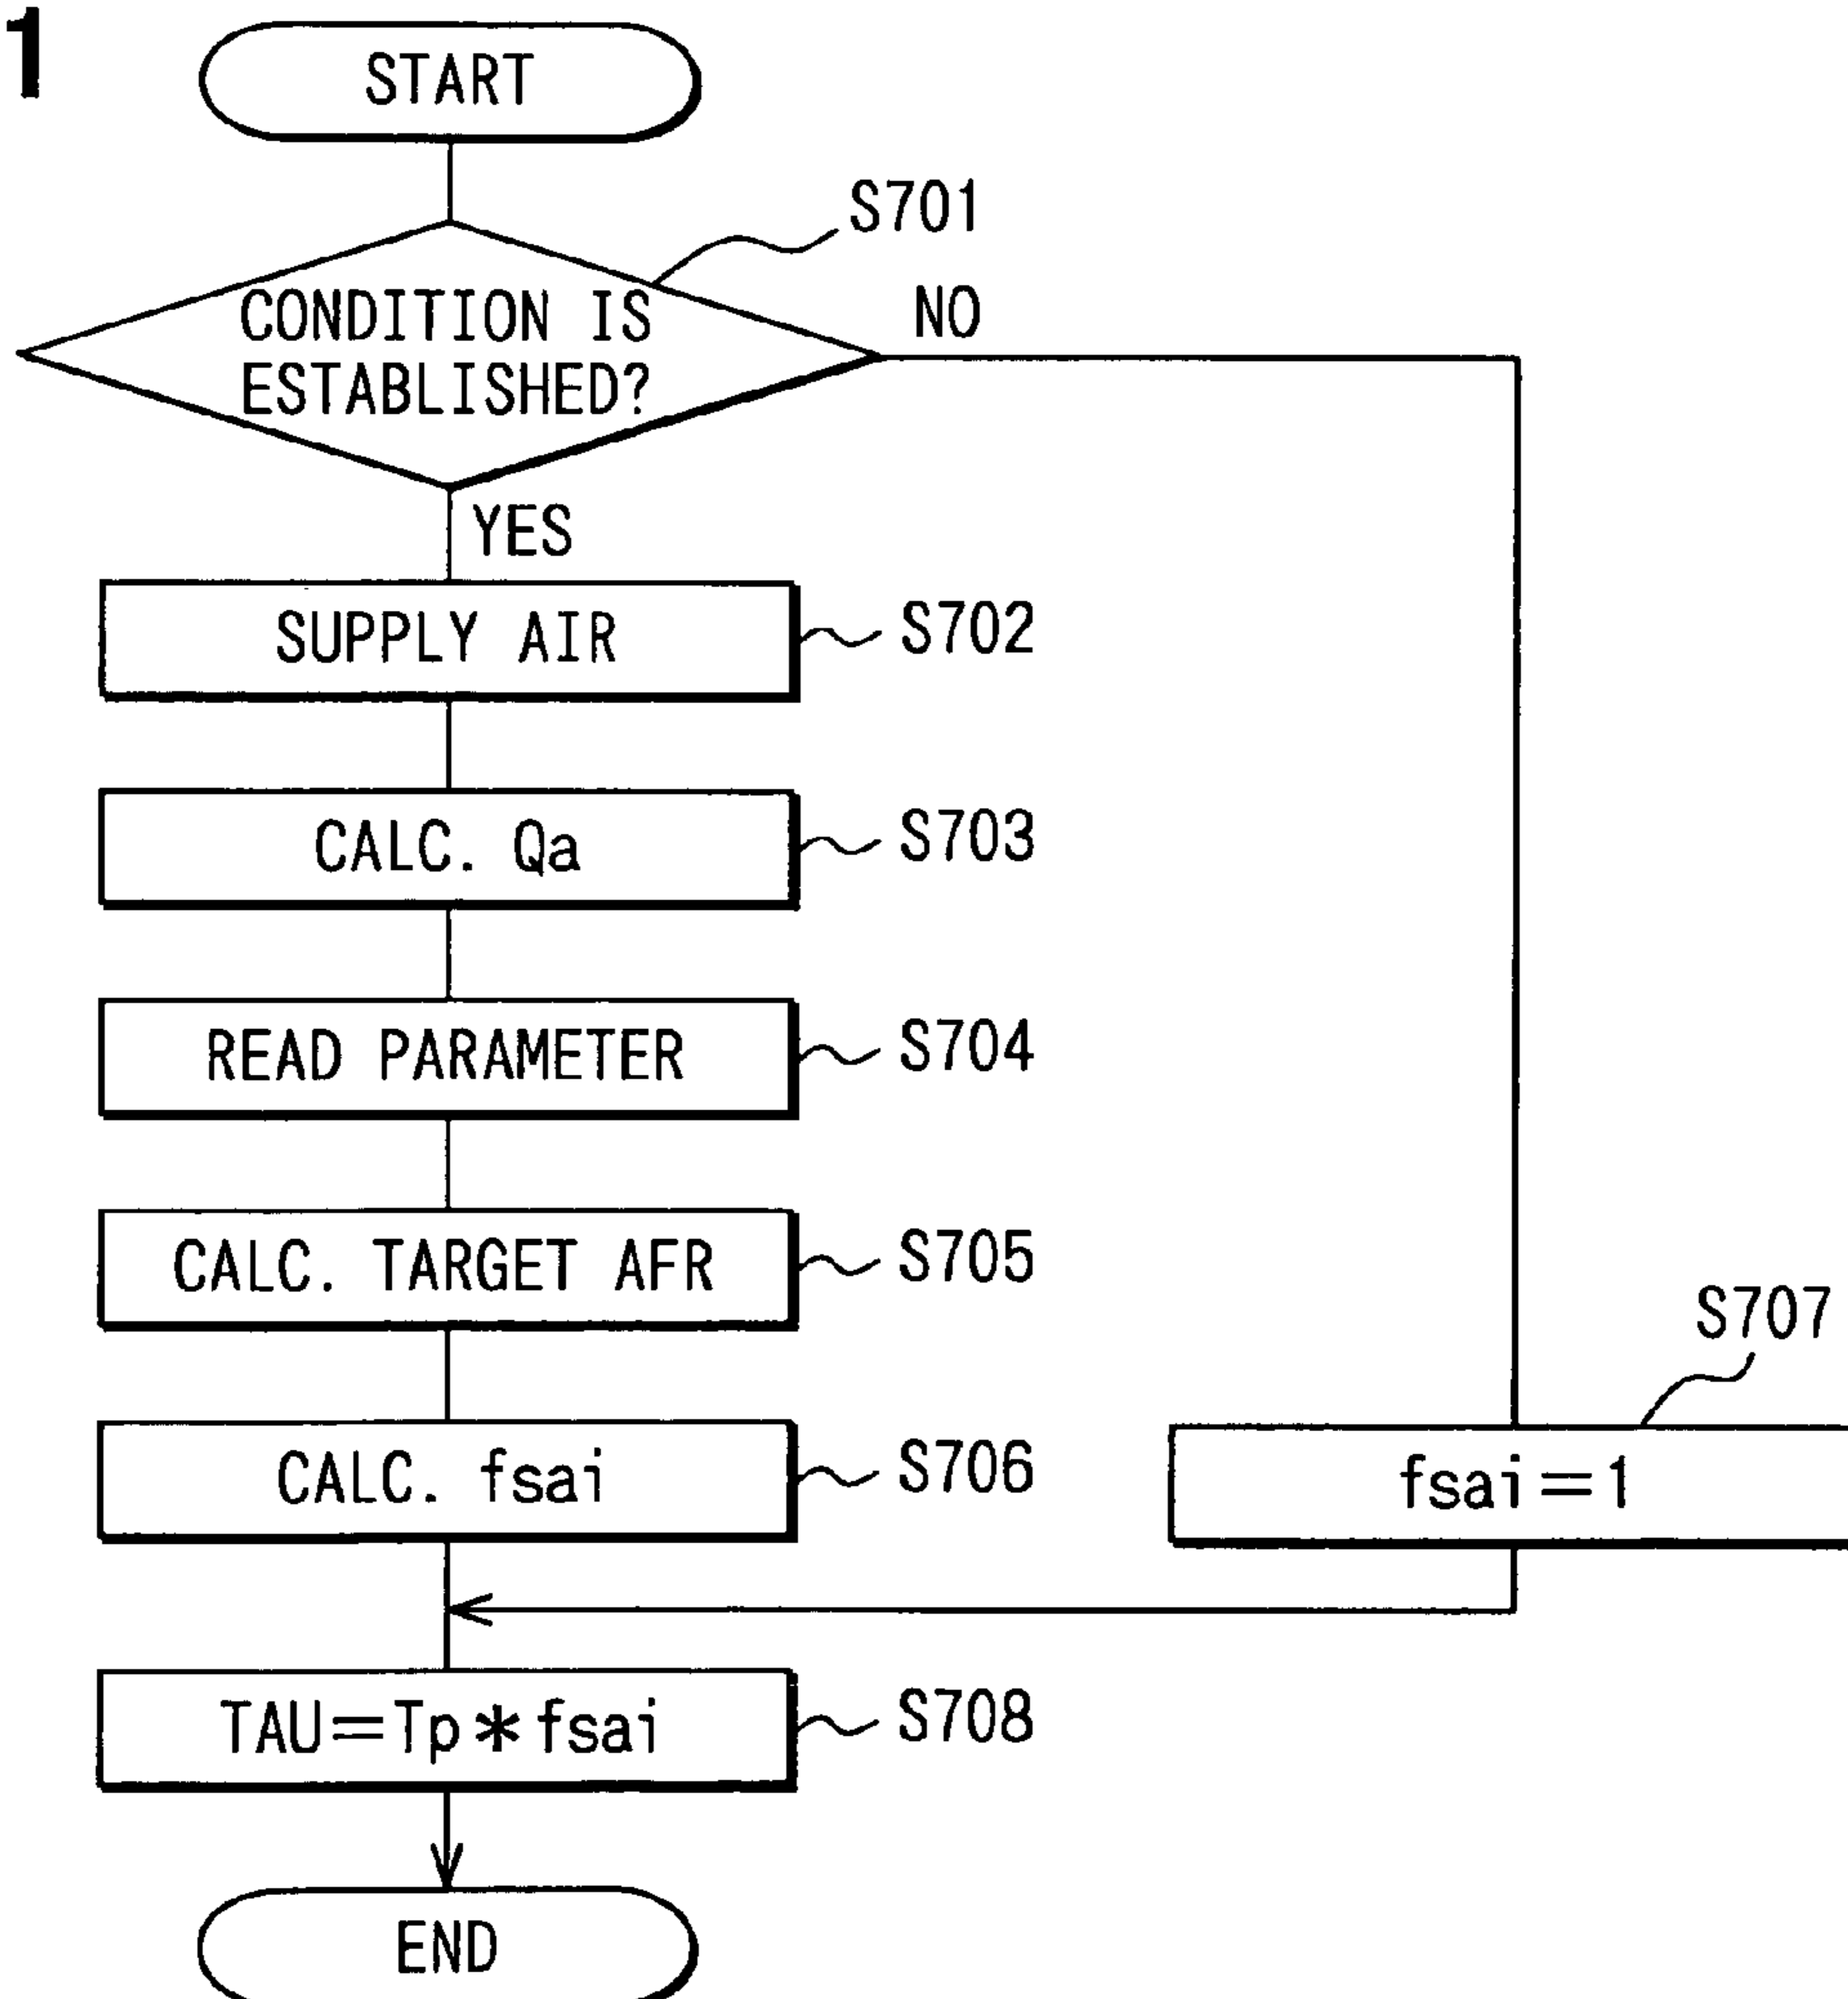 1
START
S701
CONDITION IS
ESTABLISHED?
NO
YES
SUPPLY AIR
S702
CALC. Qa
S703
READ PARAMETER
S704
CALC. TARGET AFR
S705
S707
CALC. fsai
S706
fsai=1
TAU=Tp*fsai
S708
END